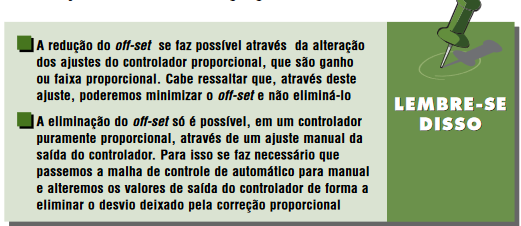 A redução do off-set se faz possível através da alteração
dos ajustes do controlador proporcional, que são ganho
ou faixa proporcional. Cabe ressaltar que, através deste
ajuste, poderemos minimizar o off-set e não eliminá-lo
A eliminação do off-set só é possível, em um controlador
puramente proporcional, através de um ajuste manual da
saída do controlador. Para isso se faz necessário que
passemos a malha de controle de automático para manual
e alteremos os valores de saída do controlador de forma a
eliminar o desvio deixado pela correção proporcional
LEMBRE-SE
DISSO